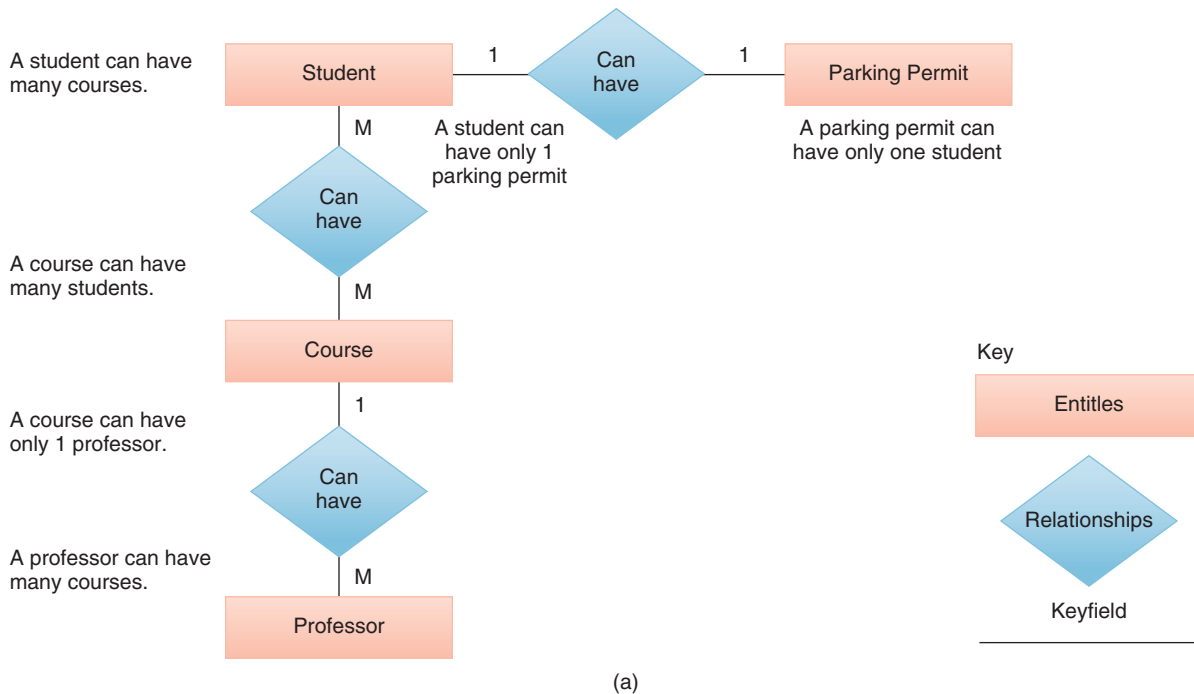 A student can have
many courses.
Student
1
Can
have
1
Parking Permit
M
A student can
have only 1
parking permit
A parking permit can
have only one student
Can
have
A course can have
many students.
M
Course
Key
Entitles
1
A course can have
only 1 professor.
Can
have
Relationships
A professor can have
many courses.
M
Keyfield
Professor
(a)